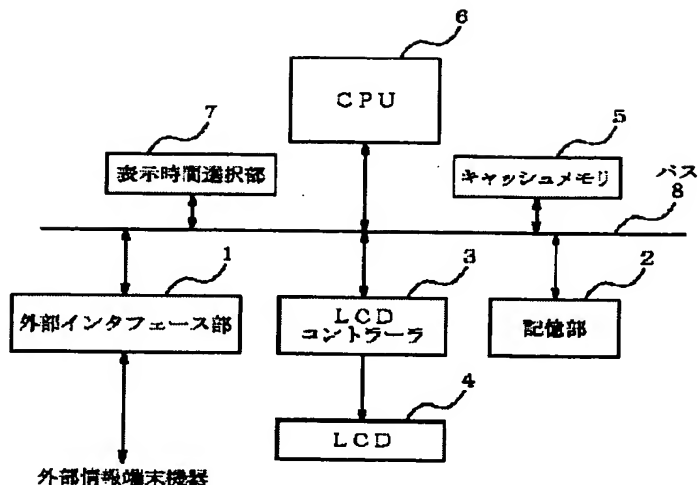 6
CPU
7
表示時間選択部
5
キャッシュメモリ
バス
8
1
外部インタフェース部
3
LCD
コントローラ
2
記憶部
4
LCD
外部情報端末機器